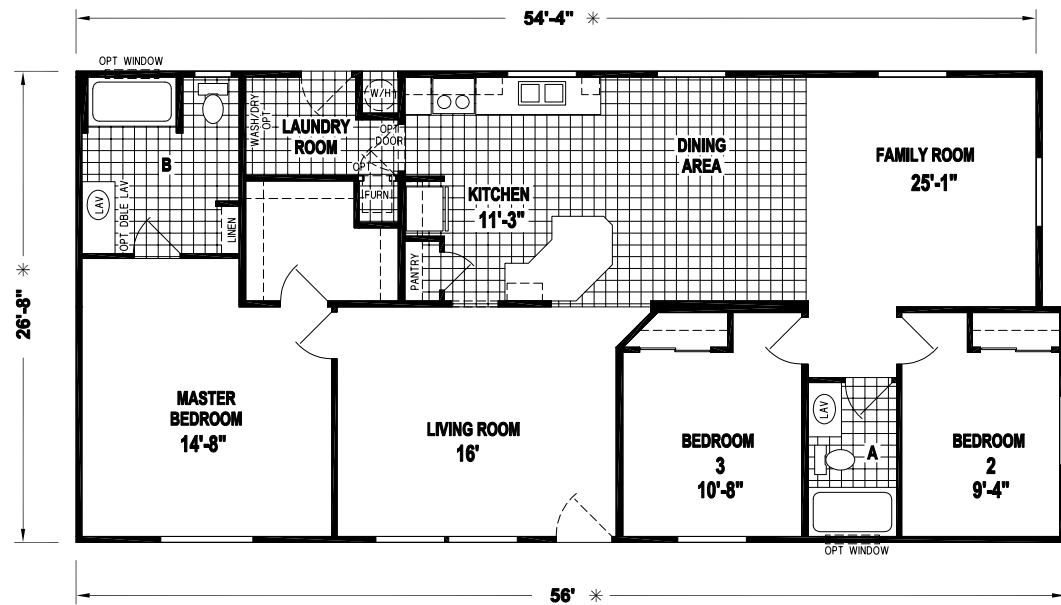 54'-4" ✳
OPT WINDOW
W/H
WASH/DRY
OPT
LAUNDRY
ROOM
OPT
DOOR
OPT
FURN
B
LAV
OPT DBLE LAV
LINEN
KITCHEN
11'-3"
PANTRY
DINING
AREA
FAMILY ROOM
25'-1"
26'-8" ✳
MASTER
BEDROOM
14'-8"
LIVING ROOM
16'
BEDROOM
3
10'-8"
LAV
A
BEDROOM
2
9'-4"
OPT WINDOW
56' ✳